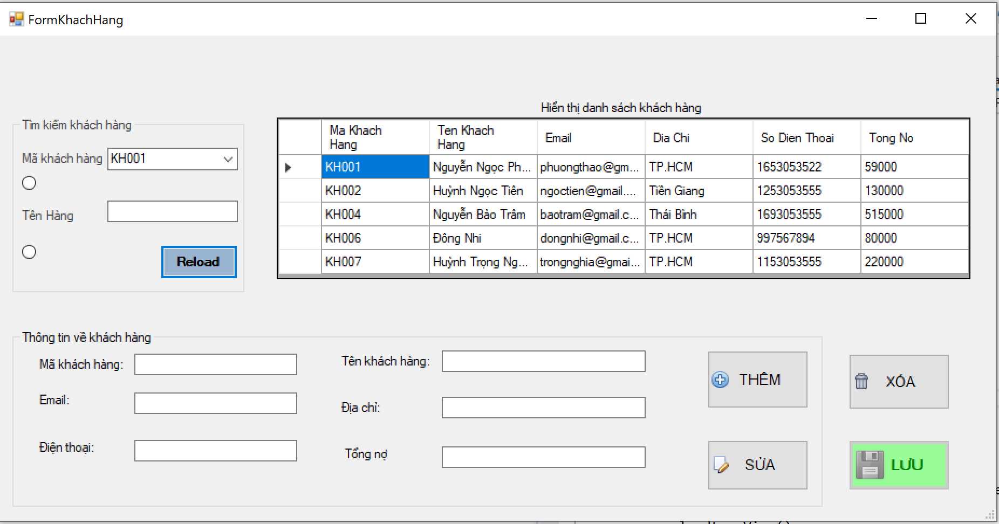 FormKhachHang
Hiển thị danh sách khách hàng
Tìm kiếm khách hàng
Mã khách hàng KH001
Tên Hàng
Reload
Ma Khach Hang Ten Khach Hang Email Dia Chi So Dien Thoai Tong No
KH001 Nguyễn Ngọc Ph... phuongthao@gm... TP.HCM 1653053522 59000
KH002 Huỳnh Ngọc Tiên ngoctien@gmail.... Tiền Giang 1253053555 130000
KH004 Nguyễn Bảo Trâm baotram@gmail.c... Thái Bình 1693053555 515000
KH006 Đông Nhi dongnhi@gmail.c... TP.HCM 997567894 80000
KH007 Huỳnh Trọng Ng... trongnghia@gmai... TP.HCM 1153053555 220000
Thông tin về khách hàng
Mã khách hàng:
Tên khách hàng:
Email:
Địa chỉ:
Điện thoại:
Tổng nợ
THÊM
XÓA
SỬA
LƯU